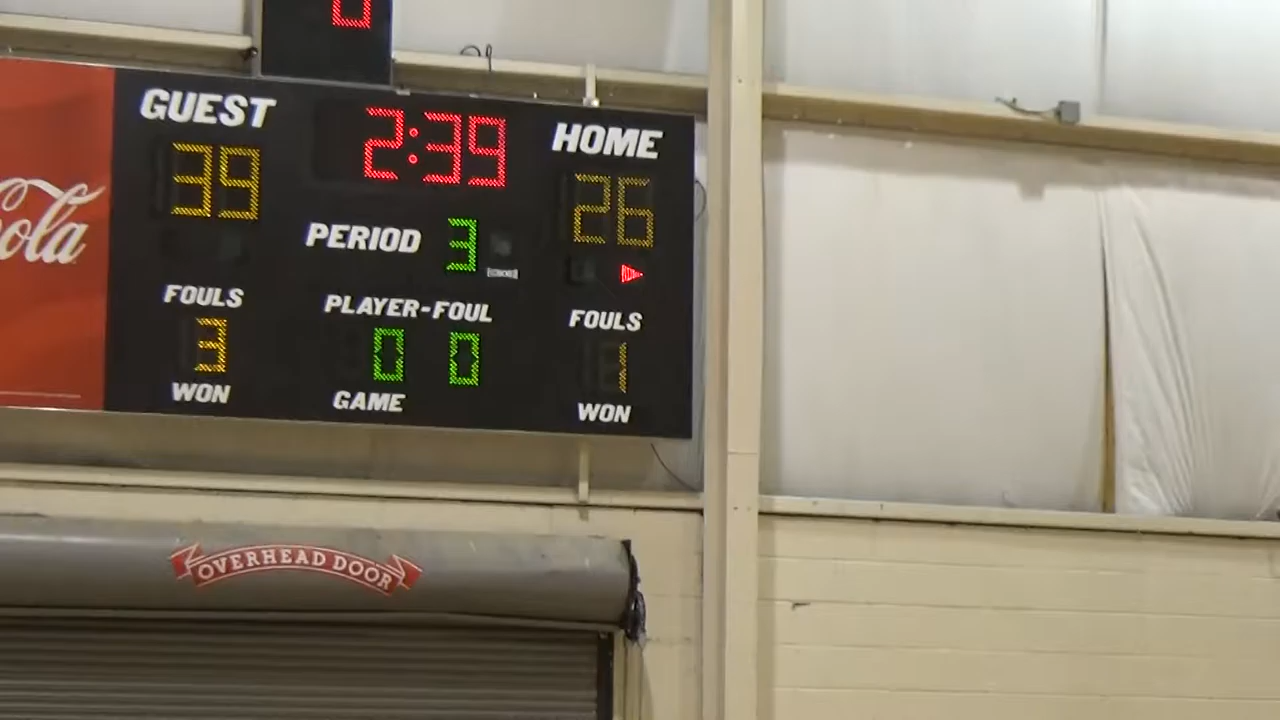 0
GUEST 2:39 HOME
39 26
PERIOD 3
FOULS PLAYER-FOUL FOULS
3 0 0 1
WON GAME WON
Cola
OVERHEAD DOOR